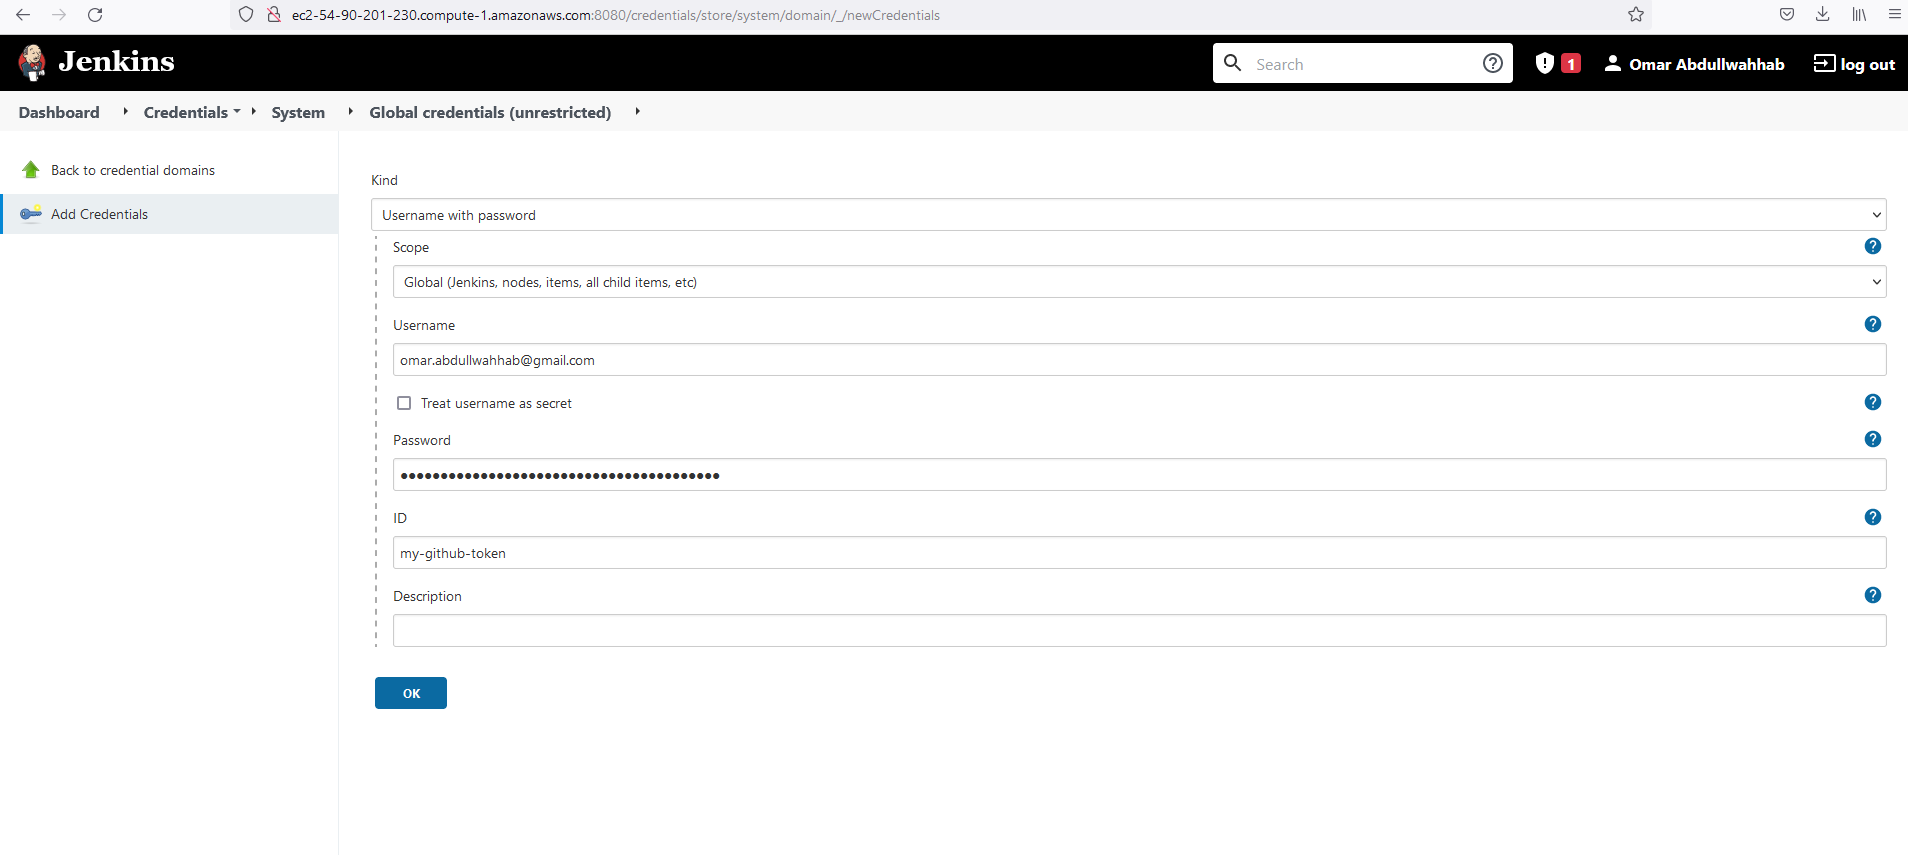 ec2-54-90-201-230.compute-1.amazonaws.com:8080/credentials/store/system/domain/_/newCredentials
Jenkins
Search
1
Omar Abdullwahhab
log out
Dashboard
Credentials
System
Global credentials (unrestricted)
Back to credential domains
Add Credentials
Kind
Username with password
Scope
Global (Jenkins, nodes, items, all child items, etc)
Username
omar.abdullwahhab@gmail.com
Treat username as secret
Password
••••••••••••••••••••••••••••••••••••••••
ID
my-github-token
Description
OK